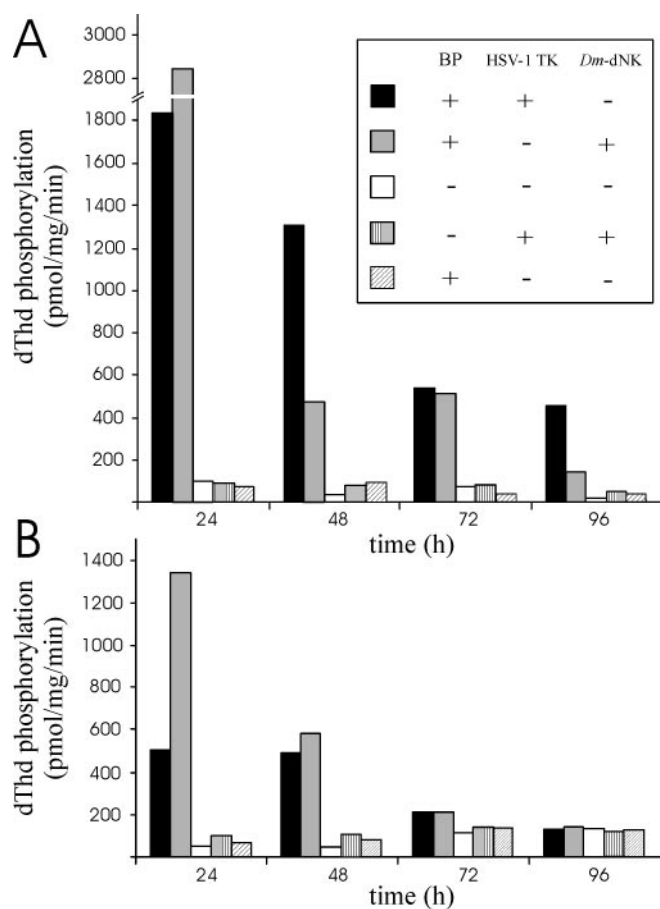 A
3000
2800
1800
1600
1400
1200
1000
800
600
400
200
dThd phosphorylation
(pmol/mg/min)
BP HSV-1 TK Dm-dNK
+ + -
+ - +
- - -
- + +
+ - -
24 48 72 96
time (h)
B
1400
1200
1000
800
600
400
200
dThd phosphorylation
(pmol/mg/min)
24 48 72 96
time (h)